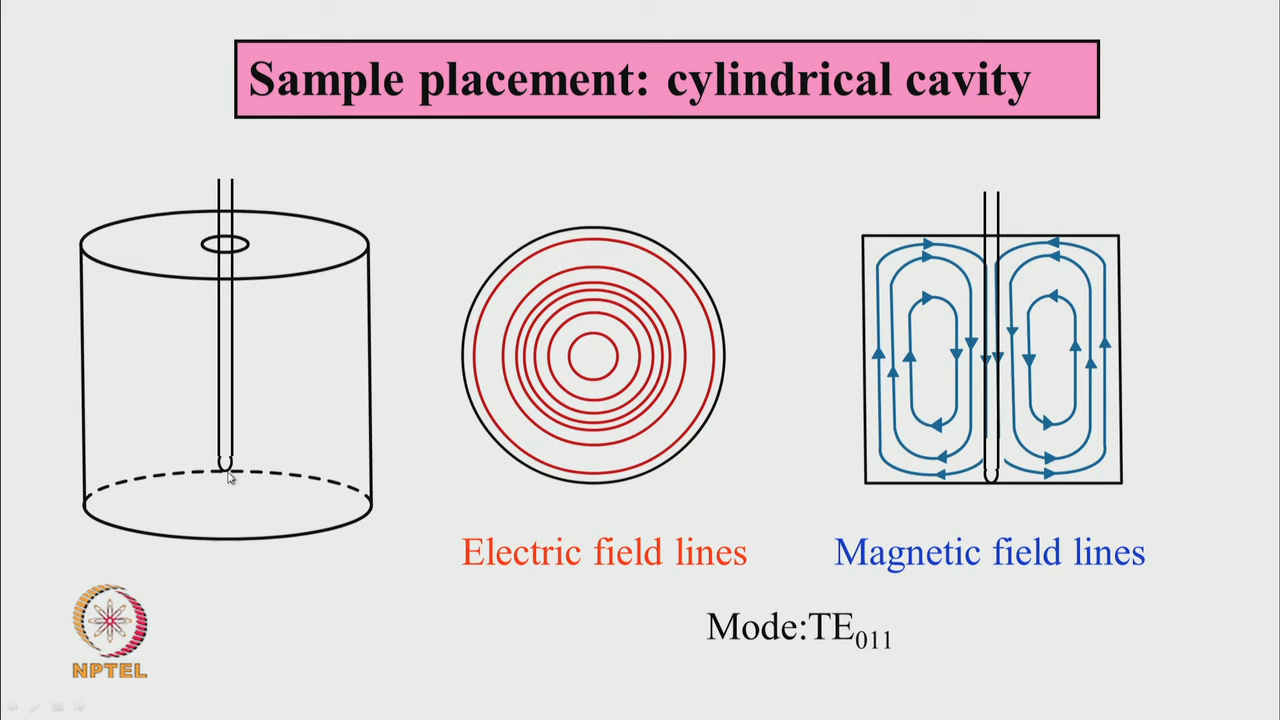 Sample placement: cylindrical cavity
Electric field lines
Magnetic field lines
Mode:TE₀₁₁
NPTEL